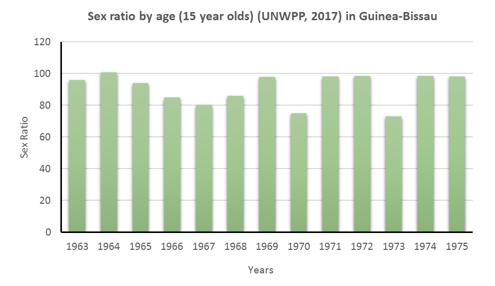 Sex ratio by age (15 year olds) (UNWPP, 2017) in Guinea-Bissau
120
100
80
60
40
20
0
Sex Ratio
1963 1964 1965 1966 1967 1968 1969 1970 1971 1972 1973 1974 1975
Years